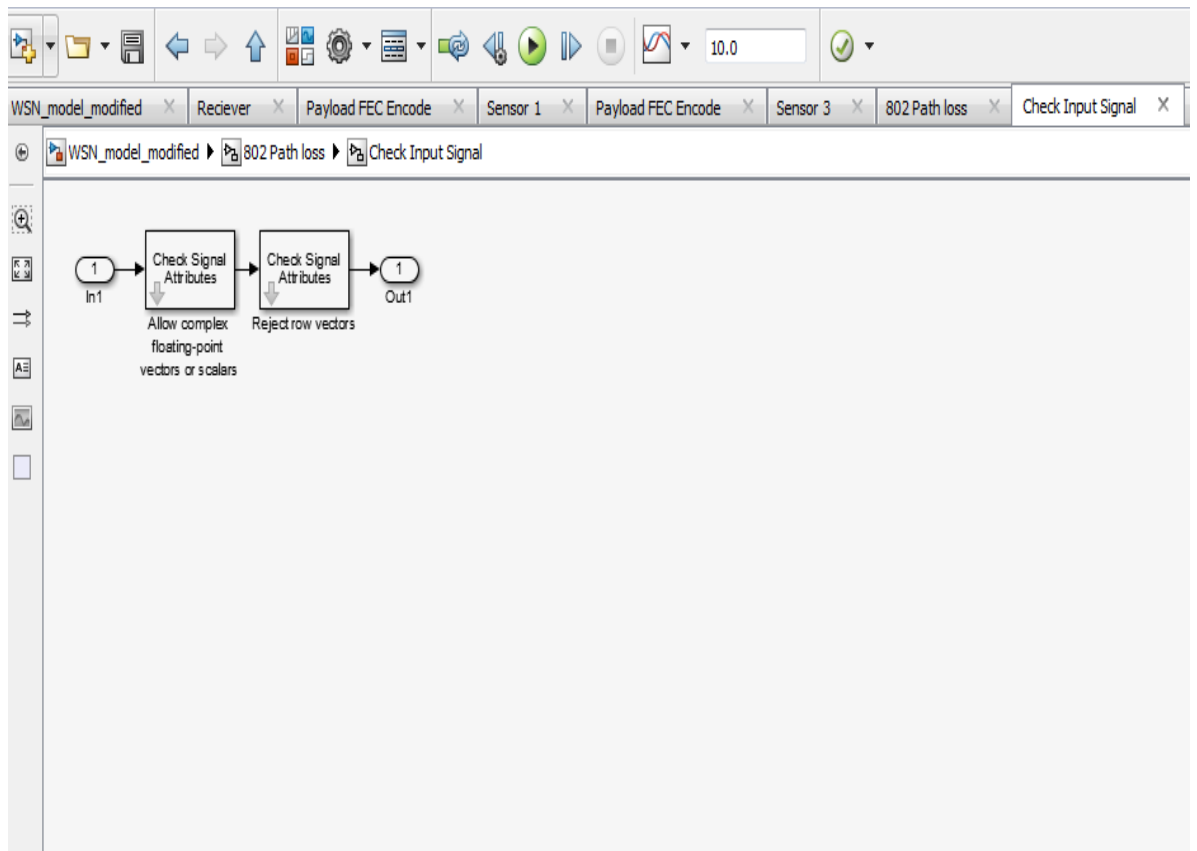 10.0
WSN_model_modified
Reciever
Payload FEC Encode
Sensor 1
Payload FEC Encode
Sensor 3
802 Path loss
Check Input Signal
WSN_model_modified
802 Path loss
Check Input Signal
Check Signal
Attributes
Check Signal
Attributes
1
1
In1
Out1
Allow complex
floating-point
vectors or scalars
Reject row vectors